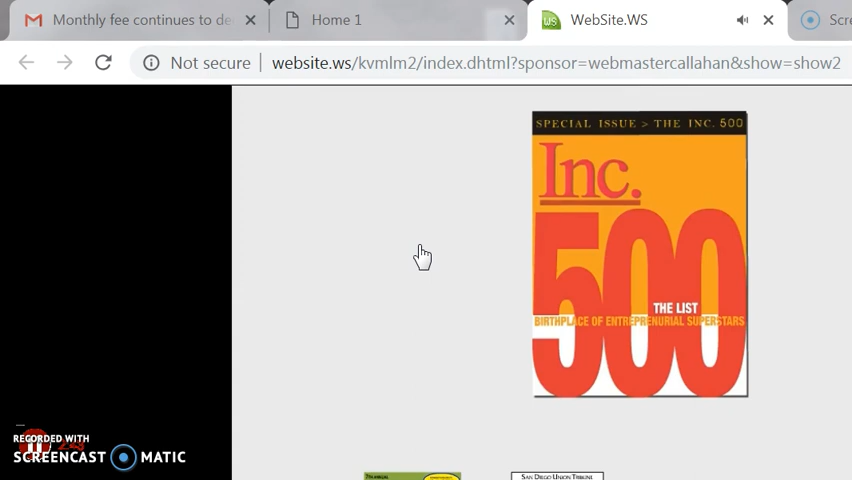 Monthly fee continues to de
Home 1
WebSite.WS
Scre
Not secure
website.ws/kvmlm2/index.dhtml?sponsor=webmastercallahan&show=show2
SPECIAL ISSUE > THE INC. 500
Inc.
500
THE LIST
BIRTHPLACE OF ENTREPRENURIAL SUPERSTARS
RECORDED WITH
SCREENCAST MATIC
SAN DIEGO UNION TRIBUNE